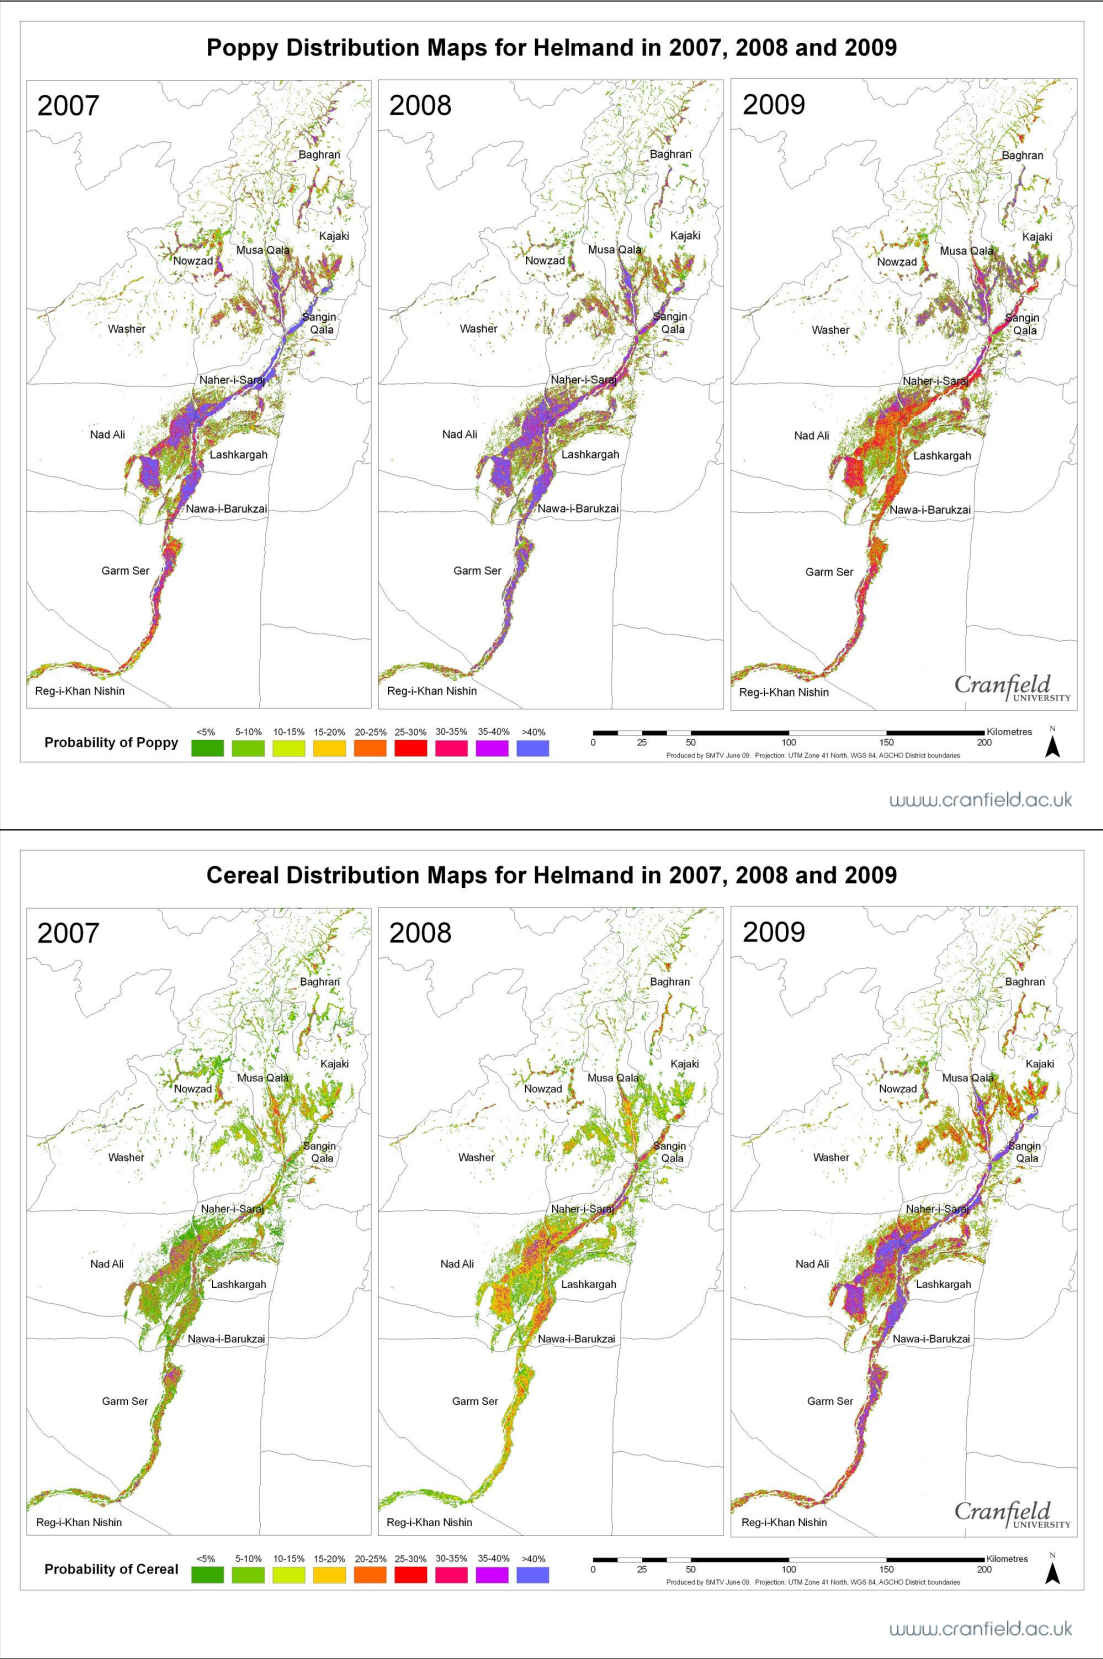 Poppy Distribution Maps for Helmand in 2007, 2008 and 2009
2007
Baghran
Kajaki
Musa Qala
Nowzad
Sangin
Qala
Washer
Naher-i-Saraj
Nad Ali
Lashkargah
Nawa-i-Barukzai
Garm Ser
Reg-i-Khan Nishin
2008
Baghran
Kajaki
Musa Qala
Nowzad
Sangin
Qala
Washer
Naher-i-Saraj
Nad Ali
Lashkargah
Nawa-i-Barukzai
Garm Ser
Reg-i-Khan Nishin
2009
Baghran
Kajaki
Musa Qala
Nowzad
Sangin
Qala
Washer
Naher-i-Saraj
Nad Ali
Lashkargah
Nawa-i-Barukzai
Garm Ser
Reg-i-Khan Nishin
Cranfield
UNIVERSITY
Probability of Poppy
<5% 5-10% 10-15% 15-20% 20-25% 25-30% 30-35% 35-40% >40%
Kilometres
0 25 50 100 150 200
N
Produced by SMTV June 09. Projection: UTM Zone 41 North, WGS 84, AGCHO District boundaries
www.cranfield.ac.uk
Cereal Distribution Maps for Helmand in 2007, 2008 and 2009
2007
Baghran
Kajaki
Musa Qala
Nowzad
Sangin
Qala
Washer
Naher-i-Saraj
Nad Ali
Lashkargah
Nawa-i-Barukzai
Garm Ser
Reg-i-Khan Nishin
2008
Baghran
Kajaki
Musa Qala
Nowzad
Sangin
Qala
Washer
Naher-i-Saraj
Nad Ali
Lashkargah
Nawa-i-Barukzai
Garm Ser
Reg-i-Khan Nishin
2009
Baghran
Kajaki
Musa Qala
Nowzad
Sangin
Qala
Washer
Naher-i-Saraj
Nad Ali
Lashkargah
Nawa-i-Barukzai
Garm Ser
Reg-i-Khan Nishin
Cranfield
UNIVERSITY
Probability of Cereal
<5% 5-10% 10-15% 15-20% 20-25% 25-30% 30-35% 35-40% >40%
Kilometres
0 25 50 100 150 200
N
Produced by SMTV June 09. Projection: UTM Zone 41 North, WGS 84, AGCHO District boundaries
www.cranfield.ac.uk